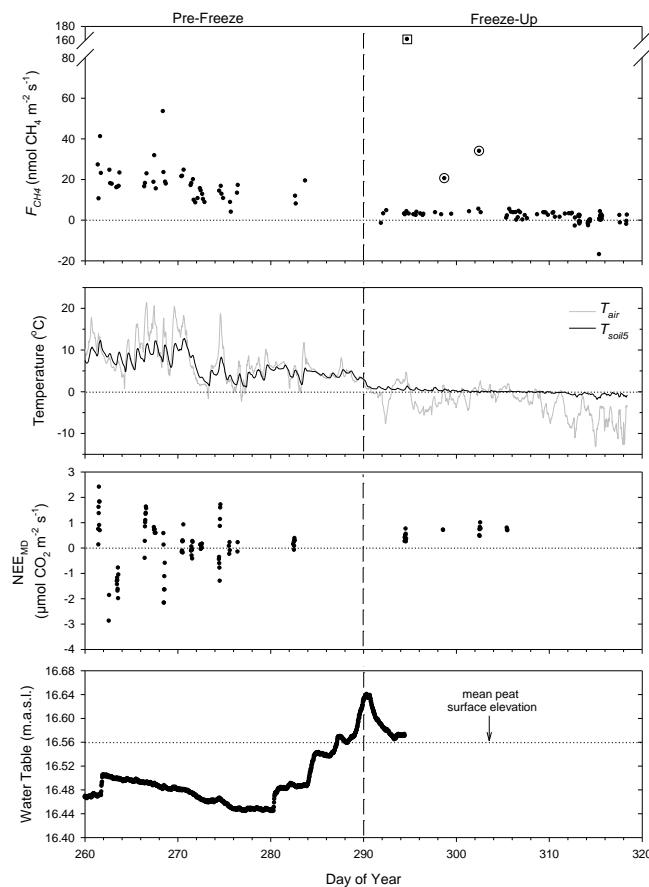 Pre-Freeze Freeze-Up
180
160
80
60
40
20
0
-20
F_CH4 (nmol CH4 m-2 s-1)
20
10
0
-10
Temperature (oC)
Tair
Tsoil5
3
2
1
0
-1
-2
-3
-4
NEEMD
(μmol CO2 m-2 s-1)
16.68
16.64
16.60
16.56
16.52
16.48
16.44
16.40
Water Table (m.a.s.l.)
mean peat
surface elevation
260 270 280 290 300 310 320
Day of Year